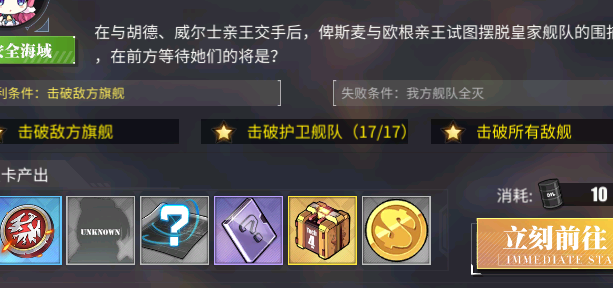 在与胡德、威尔士亲王交手后，俾斯麦与欧根亲王试图摆脱皇家舰队的围
安全海域
，在前方等待她们的将是？
利条件：击破敌方旗舰
失败条件：我方舰队全灭
击破敌方旗舰
击破护卫舰队（17/17）
击破所有敌舰
卡产出
消耗:
OIL
10
UNKNOWN
?
?
Tech
4
立刻前往
IMMEDIATE STA